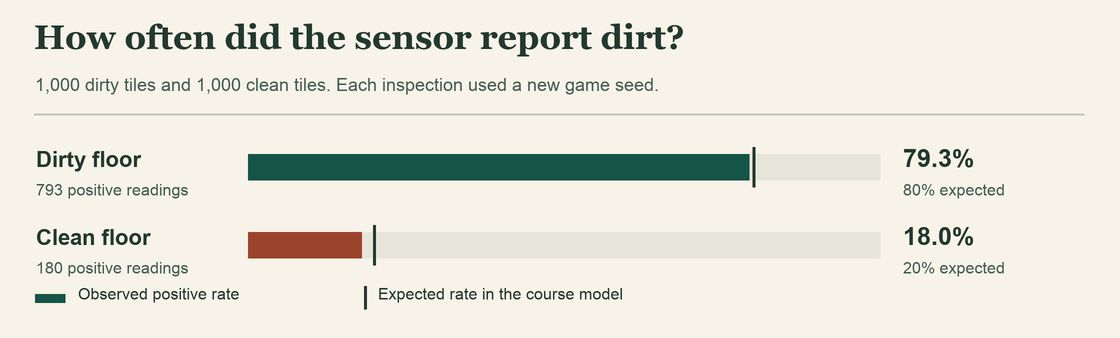 How often did the sensor report dirt?
1,000 dirty tiles and 1,000 clean tiles. Each inspection used a new game seed.
Dirty floor
79.3%
793 positive readings
80% expected
Clean floor
18.0%
180 positive readings
20% expected
Observed positive rate
Expected rate in the course model